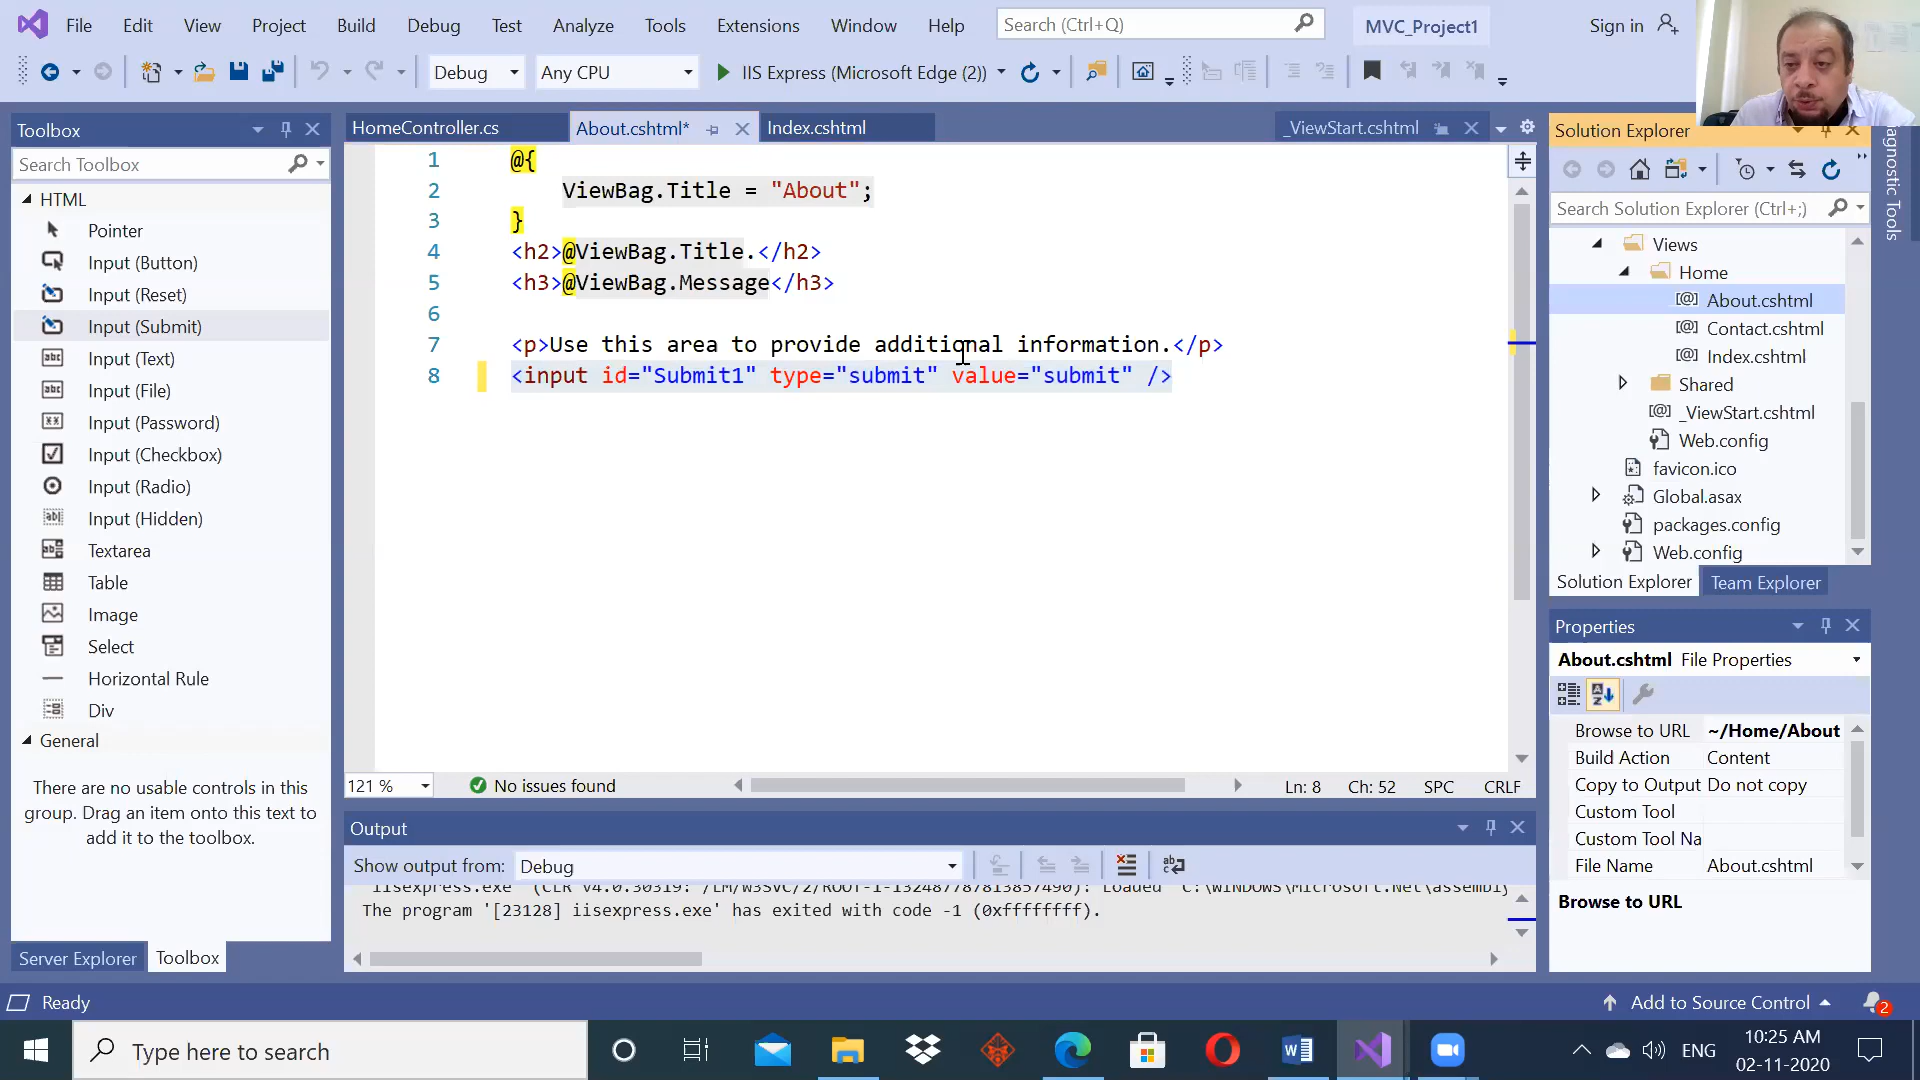 File Edit View Project Build Debug Test Analyze Tools Extensions Window Help Search (Ctrl+Q) MVC_Project1 Sign in
Debug Any CPU IIS Express (Microsoft Edge (2))
Toolbox
Search Toolbox
HTML
Pointer
Input (Button)
Input (Reset)
Input (Submit)
Input (Text)
Input (File)
Input (Password)
Input (Checkbox)
Input (Radio)
Input (Hidden)
Textarea
Table
Image
Select
Horizontal Rule
Div
General
There are no usable controls in this
group. Drag an item onto this text to
add it to the toolbox.
Server Explorer Toolbox
HomeController.cs About.cshtml* Index.cshtml _ViewStart.cshtml
1 @{
2 ViewBag.Title = "About";
3 }
4 <h2>@ViewBag.Title.</h2>
5 <h3>@ViewBag.Message</h3>
6
7 <p>Use this area to provide additional information.</p>
8 <input id="Submit1" type="submit" value="submit" />
121 % No issues found Ln: 8 Ch: 52 SPC CRLF
Output
Show output from: Debug
The program '[23128] iisexpress.exe' has exited with code -1 (0xffffffff).
Solution Explorer
Search Solution Explorer (Ctrl+;)
Views
Home
About.cshtml
Contact.cshtml
Index.cshtml
Shared
_ViewStart.cshtml
Web.config
favicon.ico
Global.asax
packages.config
Web.config
Solution Explorer Team Explorer
agnostic Tools
Properties
About.cshtml File Properties
Browse to URL ~/Home/About
Build Action Content
Copy to Output Do not copy
Custom Tool
Custom Tool Na
File Name About.cshtml
Browse to URL
Ready Add to Source Control 2
Type here to search
ENG
10:25 AM
02-11-2020